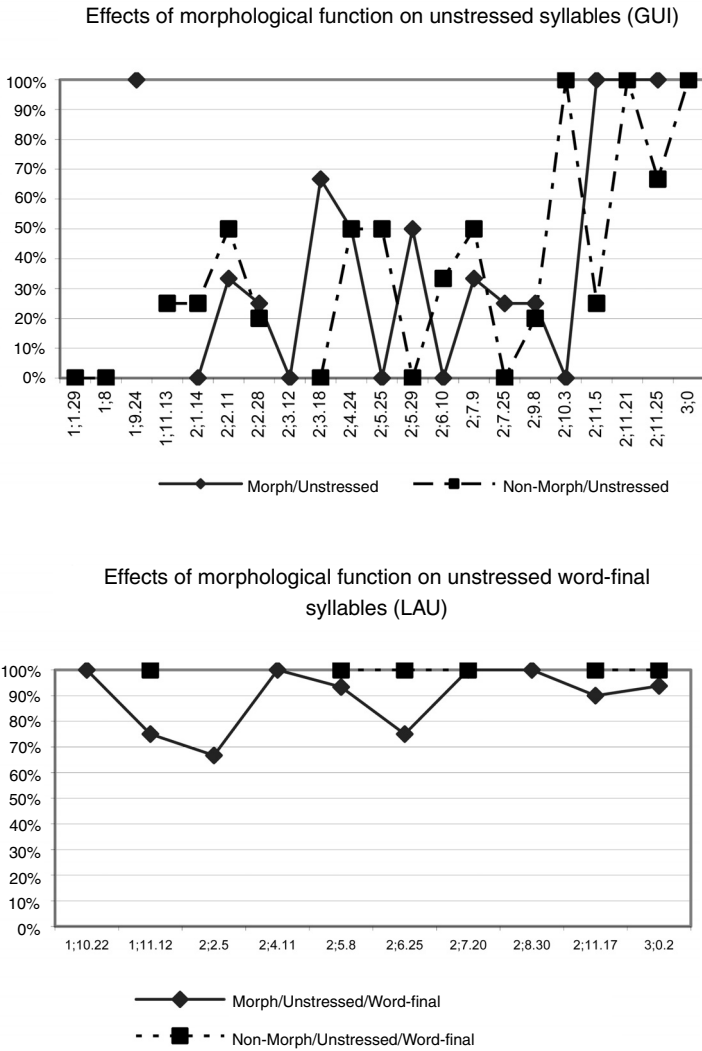 Effects of morphological function on unstressed syllables (GUI)
100%
90%
80%
70%
60%
50%
40%
30%
20%
10%
0%
1;1.29 1;8 1;9.24 1;11.13 2;1.14 2;2.11 2;2.28 2;3.12 2;3.18 2;4.24 2;5.25 2;5.29 2;6.10 2;7.9 2;7.25 2;9.8 2;10.3 2;11.5 2;11.21 2;11.25 3;0
Morph/Unstressed Non-Morph/Unstressed
Effects of morphological function on unstressed word-final
syllables (LAU)
100%
90%
80%
70%
60%
50%
40%
30%
20%
10%
0%
1;10.22 1;11.12 2;2.5 2;4.11 2;5.8 2;6.25 2;7.20 2;8.30 2;11.17 3;0.2
Morph/Unstressed/Word-final
Non-Morph/Unstressed/Word-final